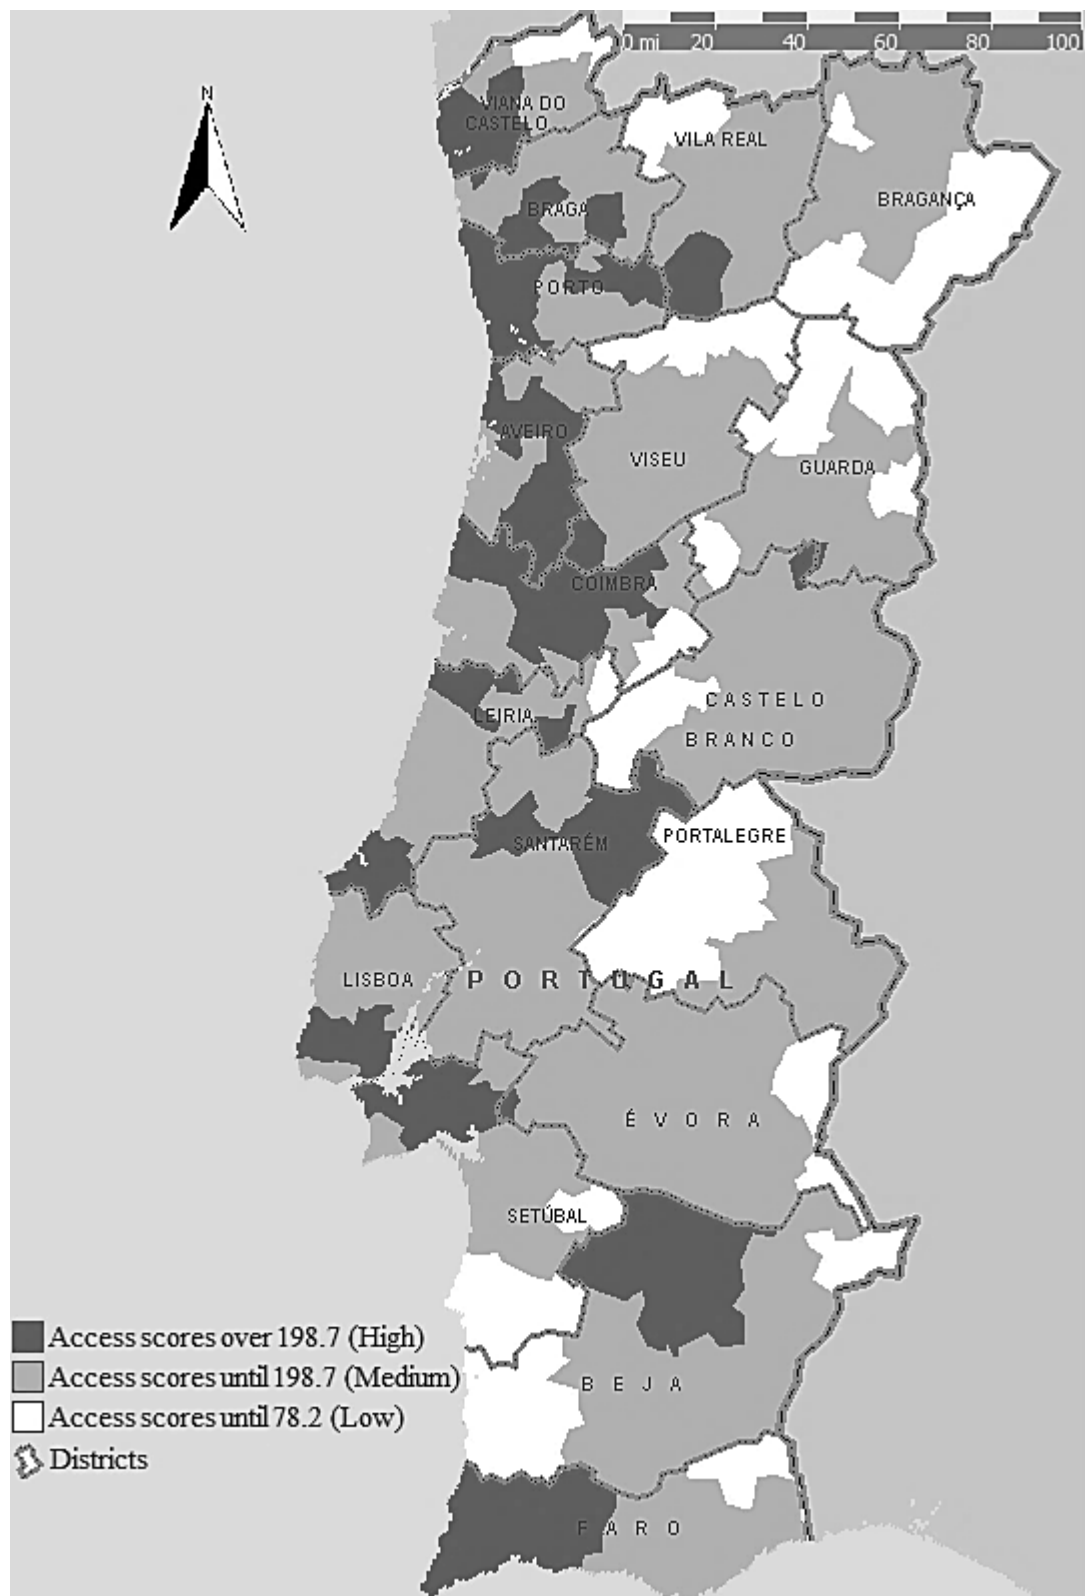 0 mi 20 40 60 80 100
N
VIANA DO
CASTELO
VILA REAL
BRAGANÇA
BRAGA
PORTO
AVEIRO
VISEU
GUARDA
COIMBRA
CASTELO
LEIRIA
BRANCO
PORTALEGRE
SANTARÉM
LISBOA
PORTUGAL
ÉVORA
SETÚBAL
Access scores over 198.7 (High)
Access scores until 198.7 (Medium)
BEJA
Access scores until 78.2 (Low)
Districts
FARO